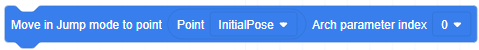 Move in Jump mode to point Point InitialPose Arch parameter index 0